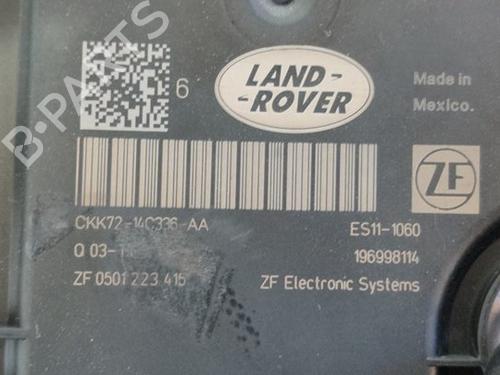 6
LAND-
-ROVER
Made in
Mexico.
ZF
CKK72-14C336-AA
ES11-1060
Q 03-
196998114
ZF 0501 223 415
ZF Electronic Systems
B-PARTS